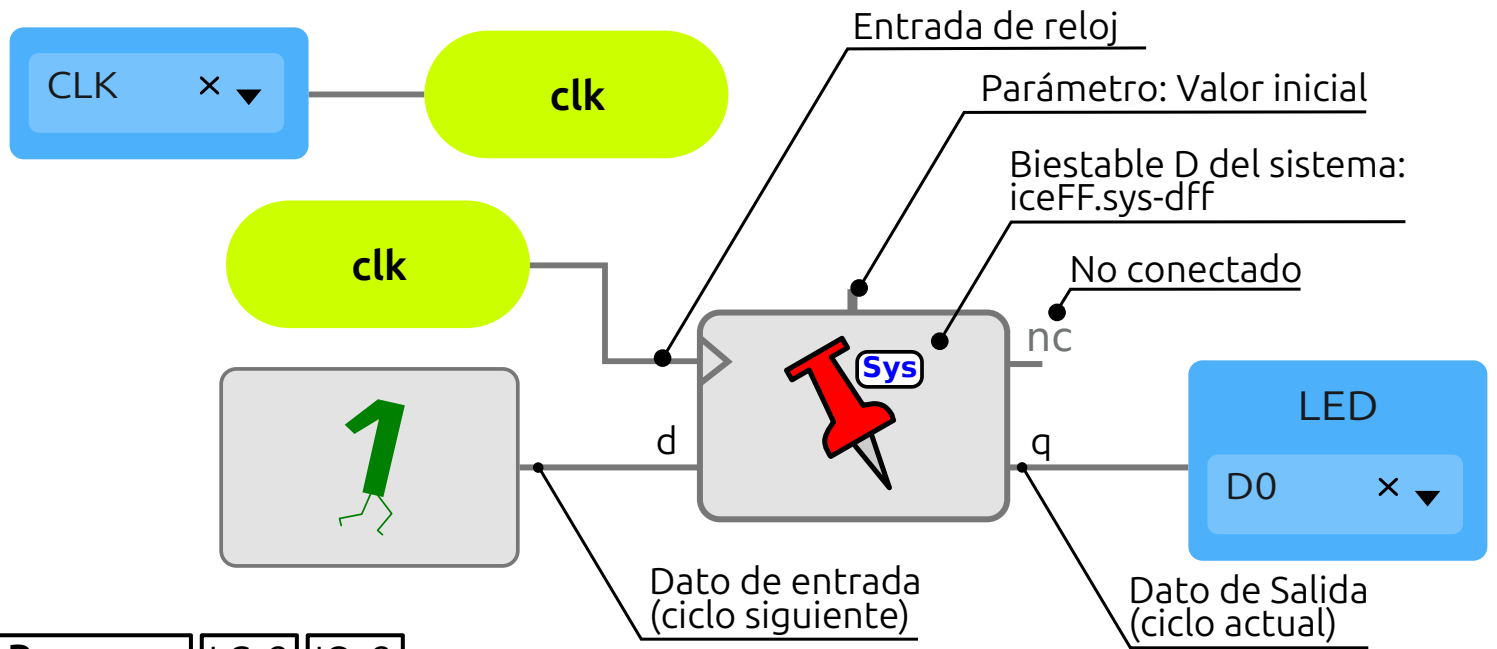 Entrada de reloj
CLK
clk
Parámetro: Valor inicial
Biestable D del sistema:
iceFF.sys-dff
clk
No conectado
nc
Sys
LED
d
q
D0
Dato de entrada
(ciclo siguiente)
Dato de Salida
(ciclo actual)